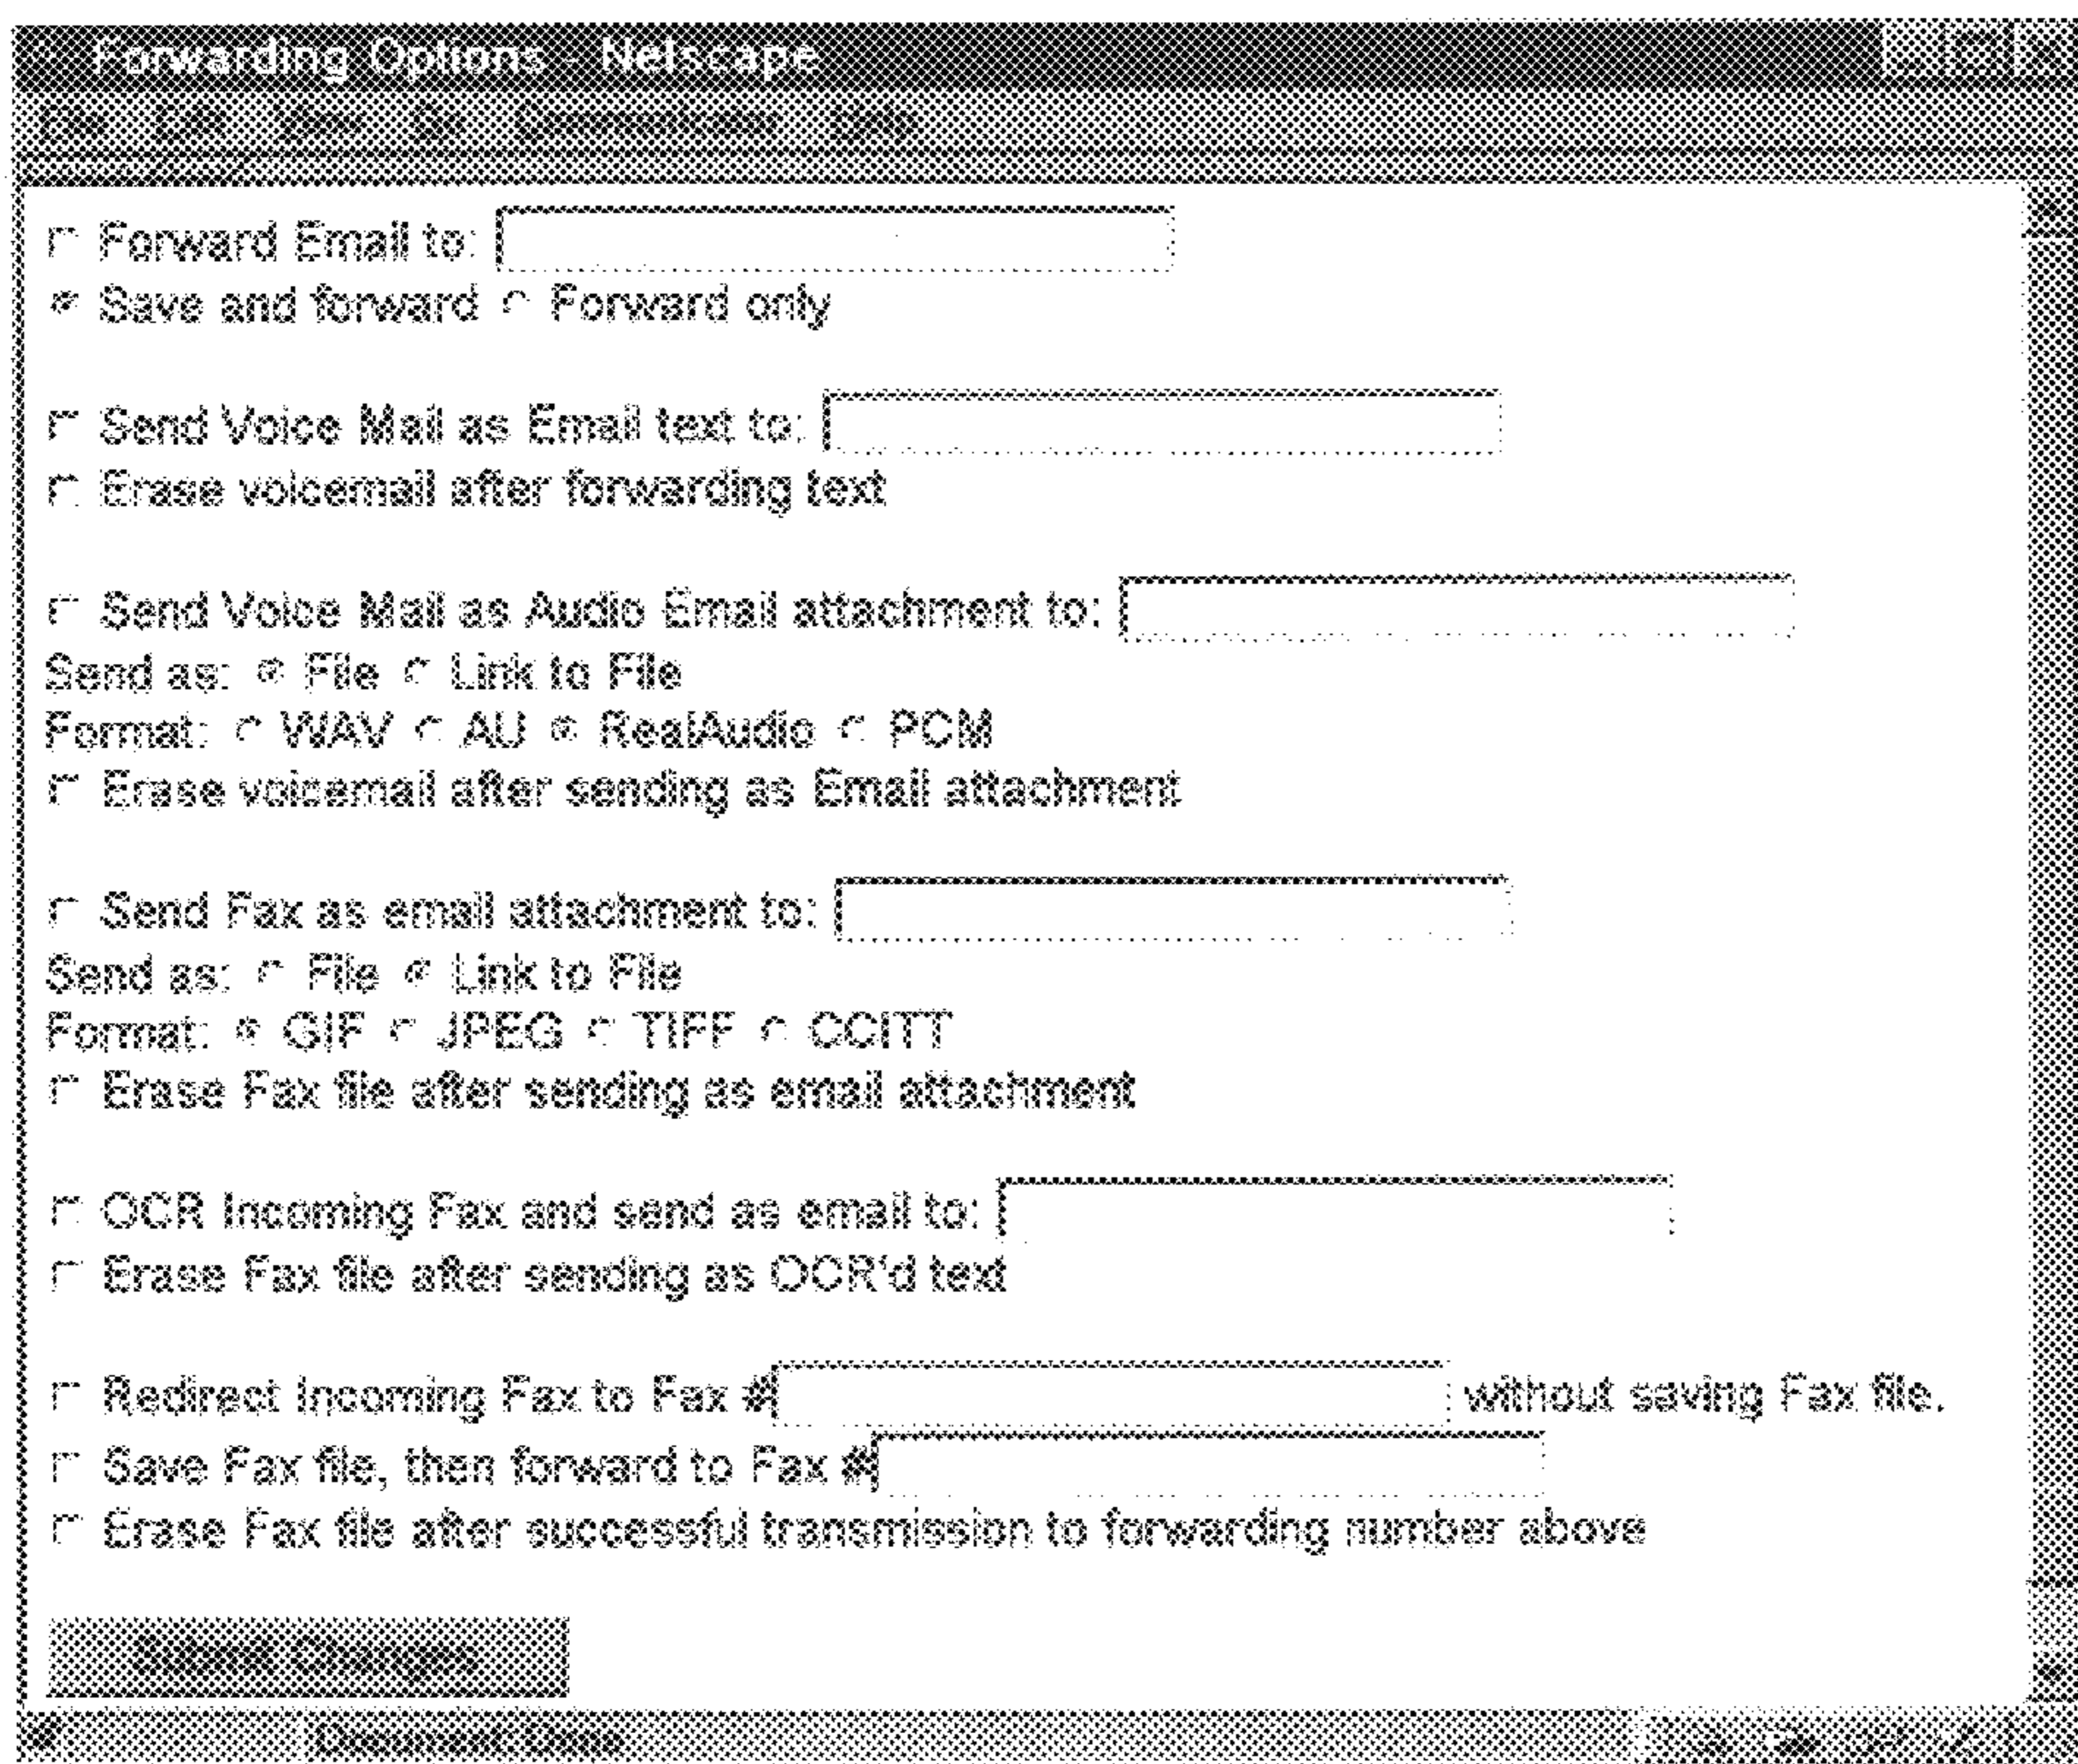 Forwarding Options - Netscape
File Edit View Go Communicator Help
Forward Email to:
Save and forward Forward only
Send Voice Mail as Email text to:
Erase voicemail after forwarding text
Send Voice Mail as Audio Email attachment to:
Send as: File Link to File
Format: WAV AU RealAudio PCM
Erase voicemail after sending as Email attachment
Send Fax as email attachment to:
Send as: File Link to File
Format: GIF JPEG TIFF CCITT
Erase Fax file after sending as email attachment
OCR Incoming Fax and send as email to:
Erase Fax file after sending as OCR'd text
Redirect Incoming Fax to Fax # without saving Fax file.
Save Fax file, then forward to Fax #
Erase Fax file after successful transmission to forwarding number above
Submit Changes
Document: Done